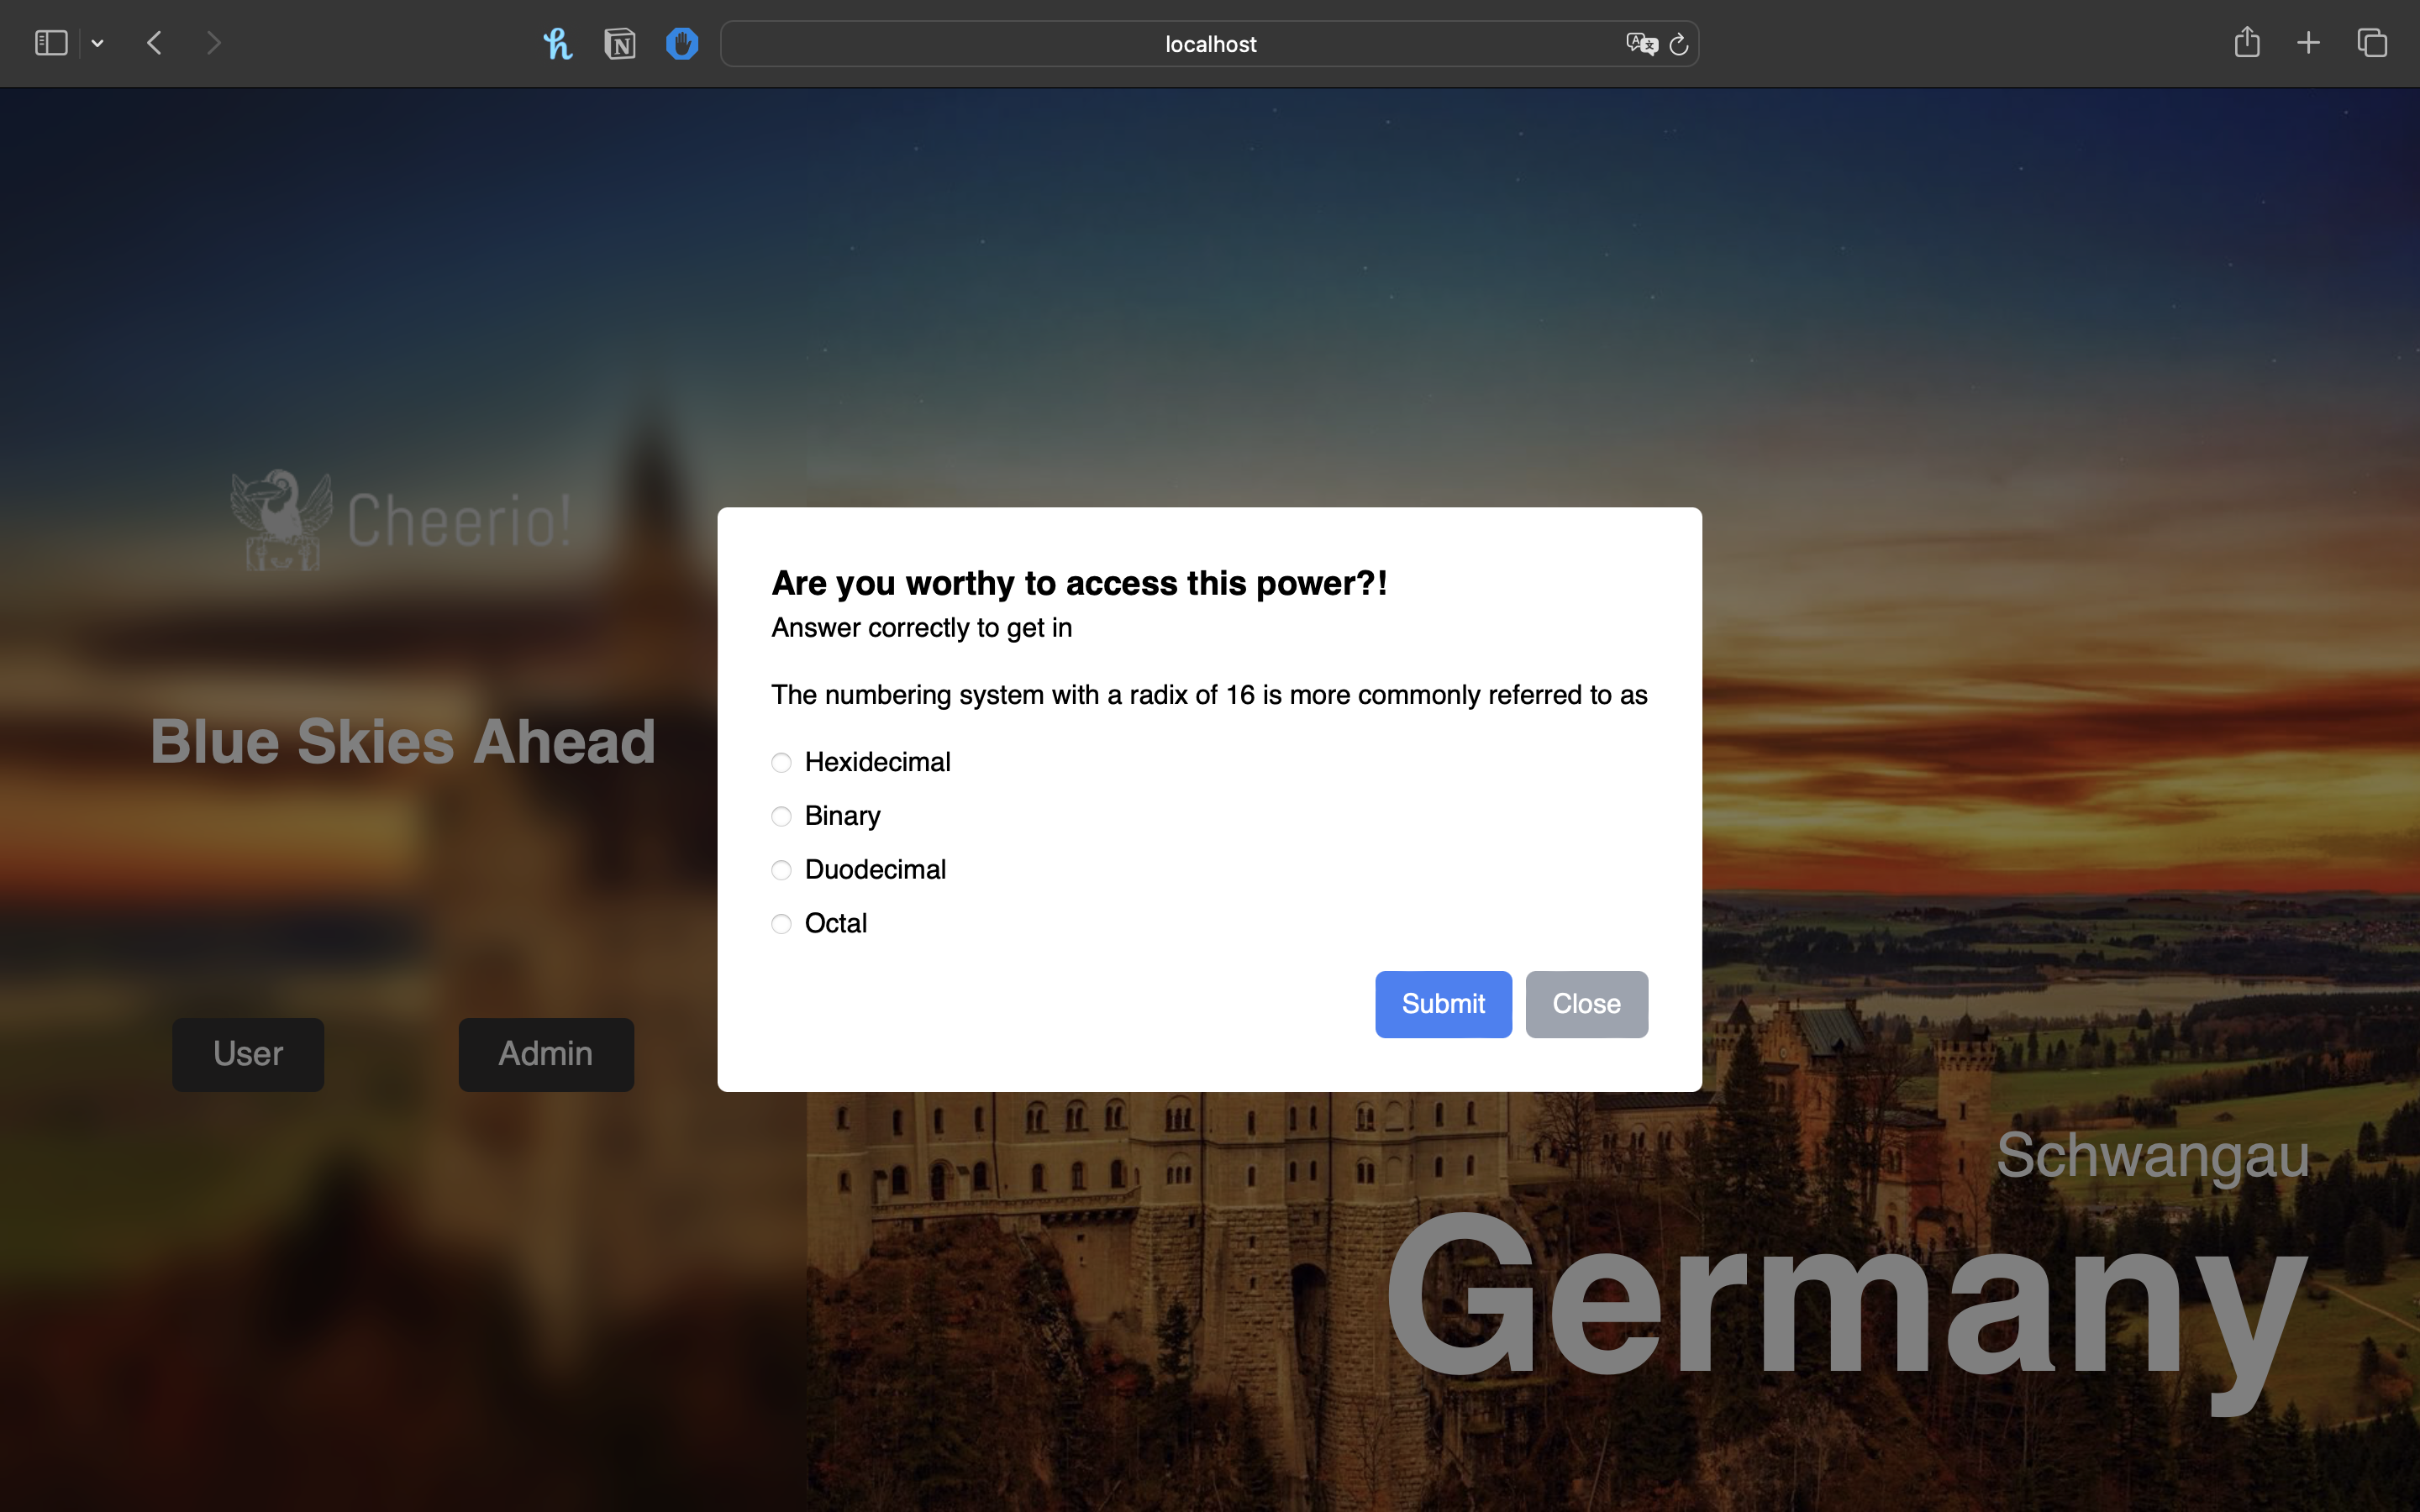 localhost
Cheerio!
Blue Skies Ahead
User
Admin
Are you worthy to access this power?!
Answer correctly to get in
The numbering system with a radix of 16 is more commonly referred to as
Hexidecimal
Binary
Duodecimal
Octal
Submit
Close
Schwangau
Germany